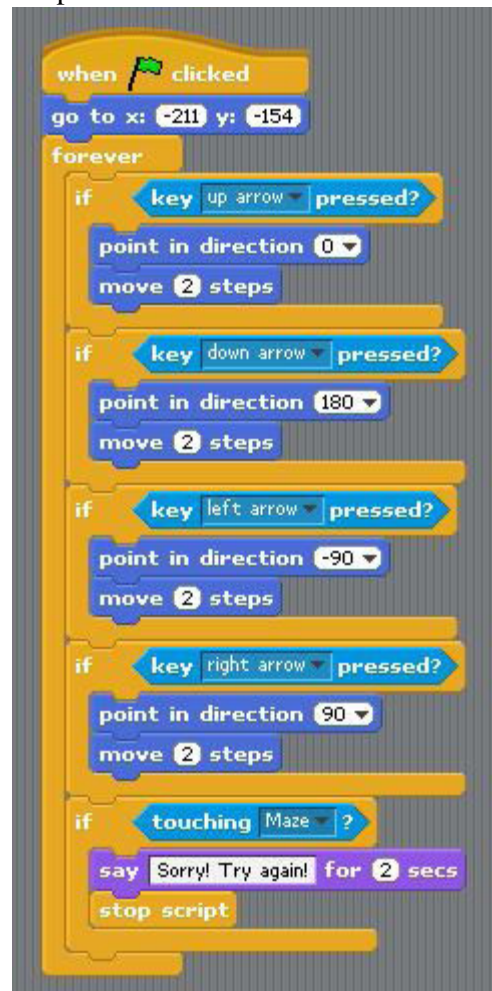 when clicked
go to x: -211 y: -154
forever
if key up arrow pressed?
point in direction 0
move 2 steps
if key down arrow pressed?
point in direction 180
move 2 steps
if key left arrow pressed?
point in direction -90
move 2 steps
if key right arrow pressed?
point in direction 90
move 2 steps
if touching Maze ?
say Sorry! Try again! for 2 secs
stop script